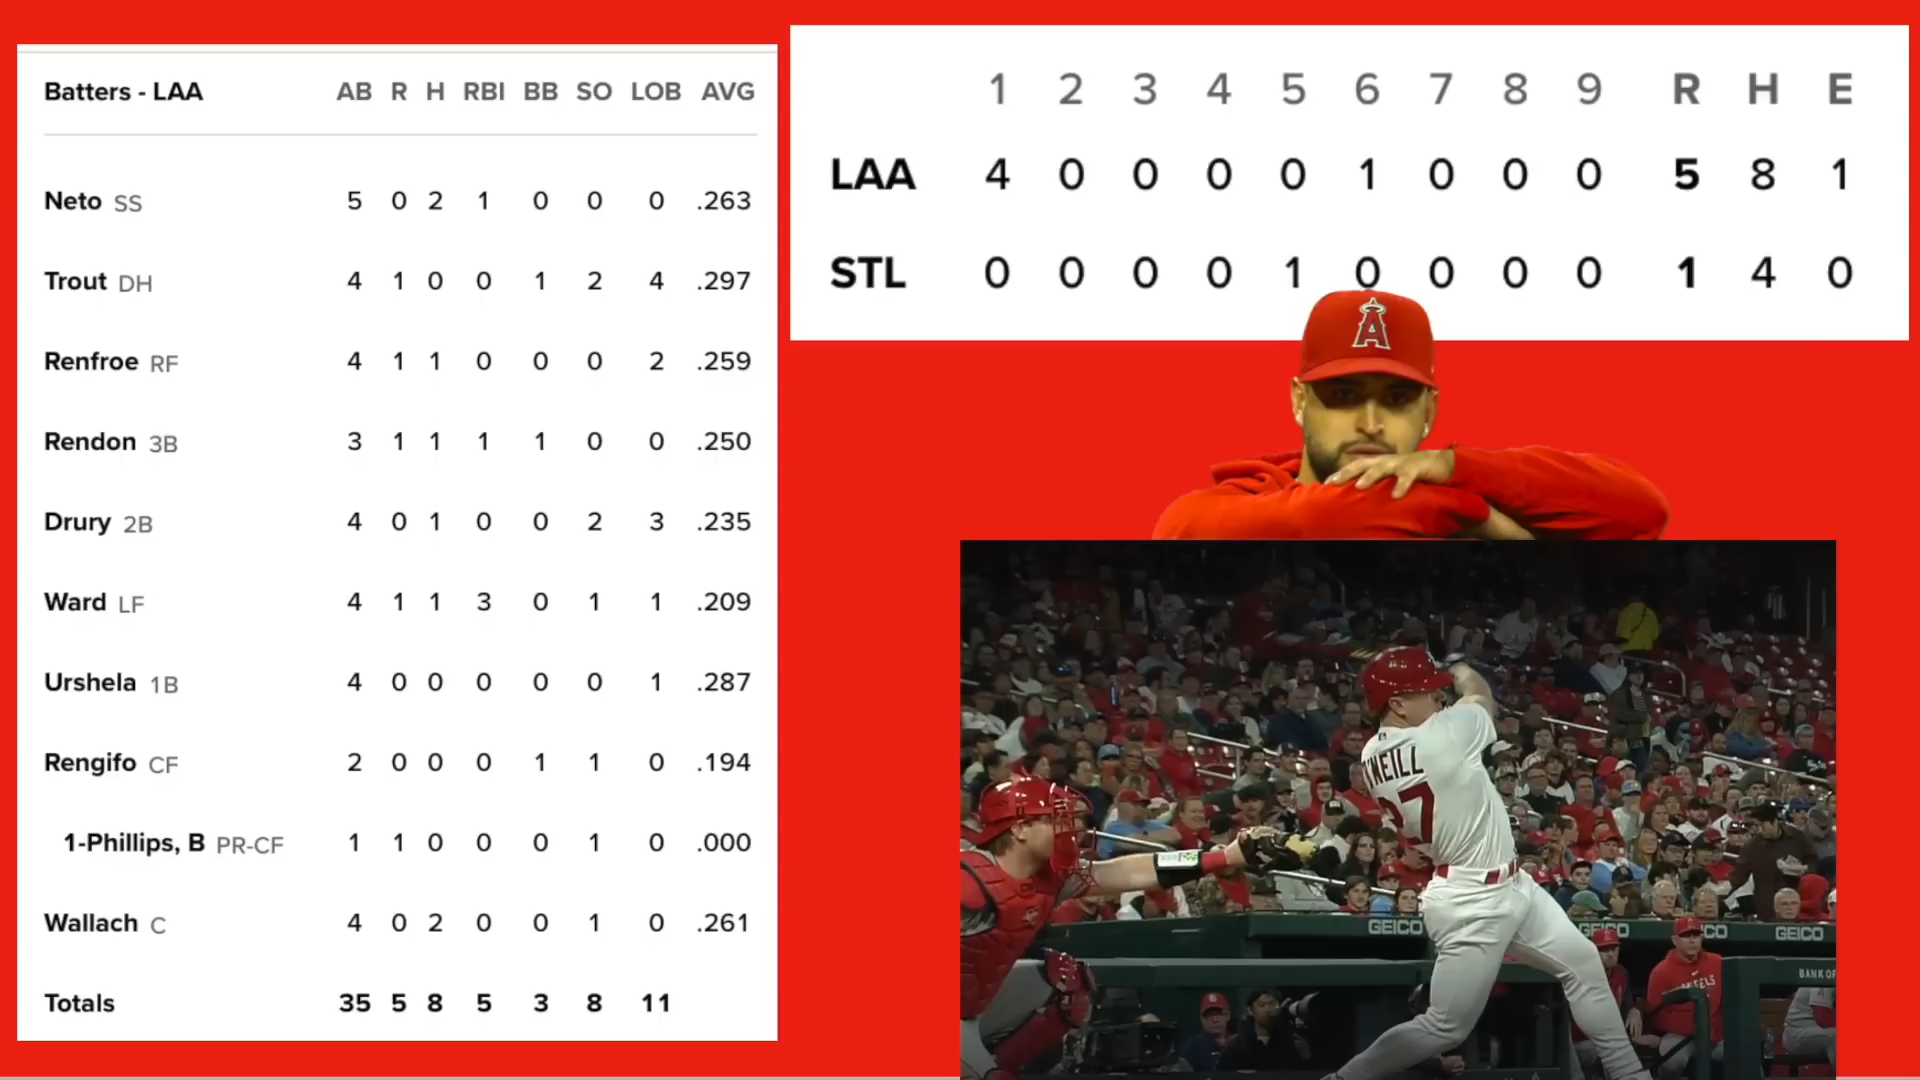 Batters - LAA AB R H RBI BB SO LOB AVG
Neto SS 5 0 2 1 0 0 0 .263
Trout DH 4 1 0 0 1 2 4 .297
Renfroe RF 4 1 1 0 0 0 2 .259
Rendon 3B 3 1 1 1 1 0 0 .250
Drury 2B 4 0 1 0 0 2 3 .235
Ward LF 4 1 1 3 0 1 1 .209
Urshela 1B 4 0 0 0 0 0 1 .287
Rengifo CF 2 0 0 0 1 1 0 .194
1-Phillips, B PR-CF 1 1 0 0 0 1 0 .000
Wallach C 4 0 2 0 0 1 0 .261
Totals 35 5 8 5 3 8 11
1 2 3 4 5 6 7 8 9 R H E
LAA 4 0 0 0 0 1 0 0 0 5 8 1
STL 0 0 0 0 1 0 0 0 0 1 4 0
A
'NEILL
27
GEICO
GEICO
CO
GEICO
BANK OF